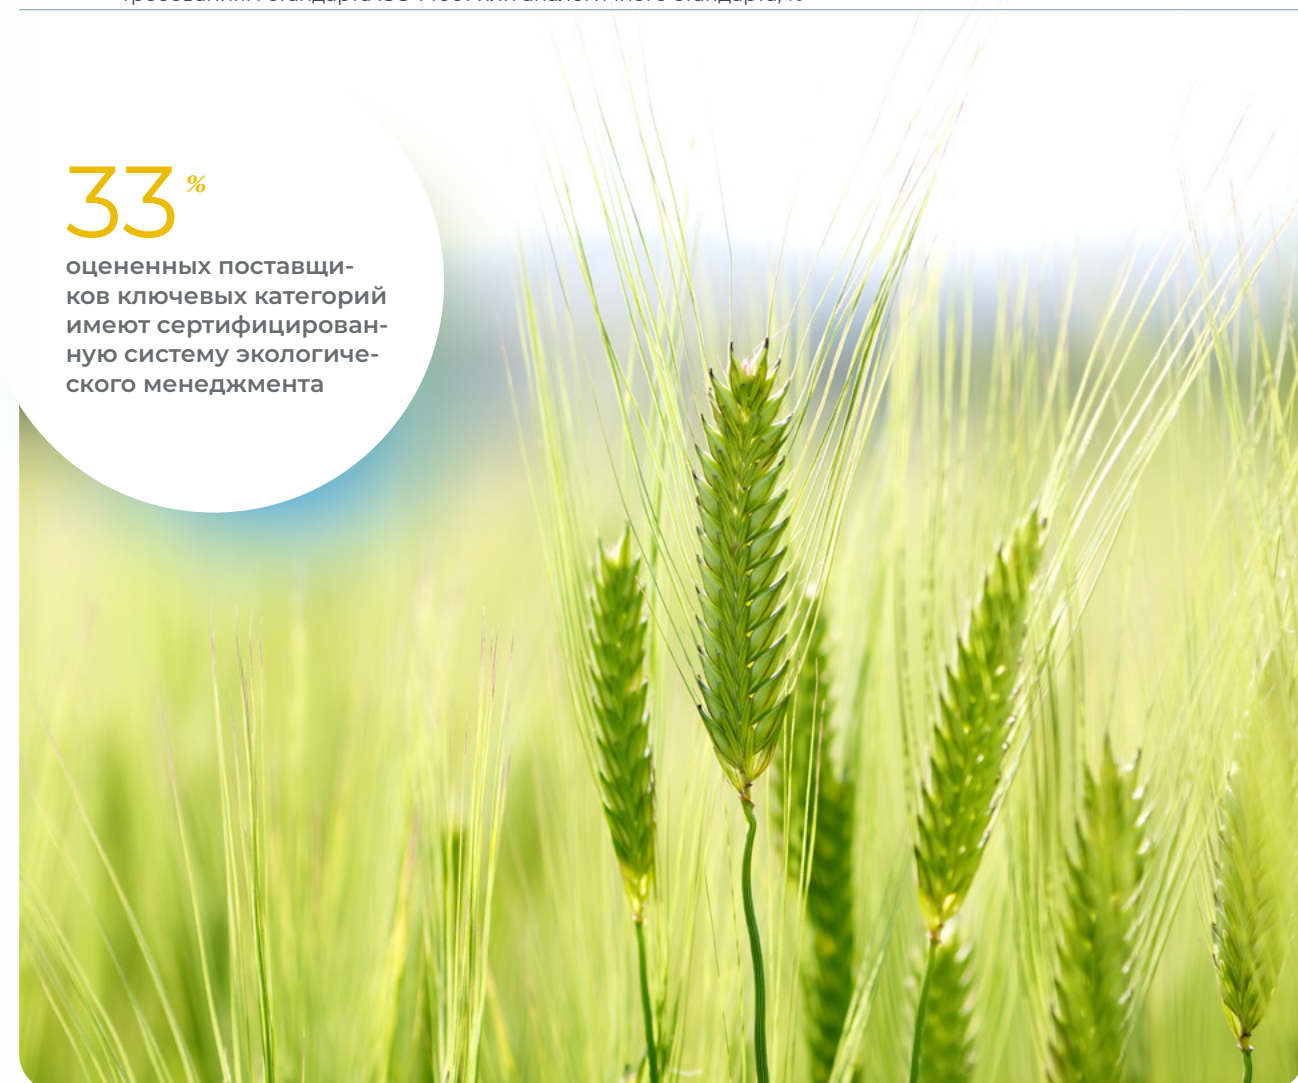 33 %
оцененных поставщи-
ков ключевых категорий
имеют сертифицирован-
ную систему экологиче-
ского менеджмента